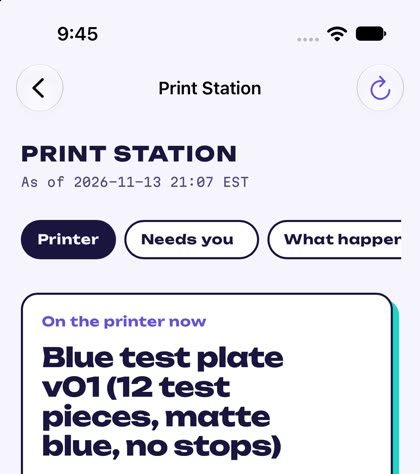 9:45
Print Station
PRINT STATION
As of 2026-11-13 21:07 EST
Printer
Needs you
What happen
On the printer now
Blue test plate
v01 (12 test
pieces, matte
blue, no stops)